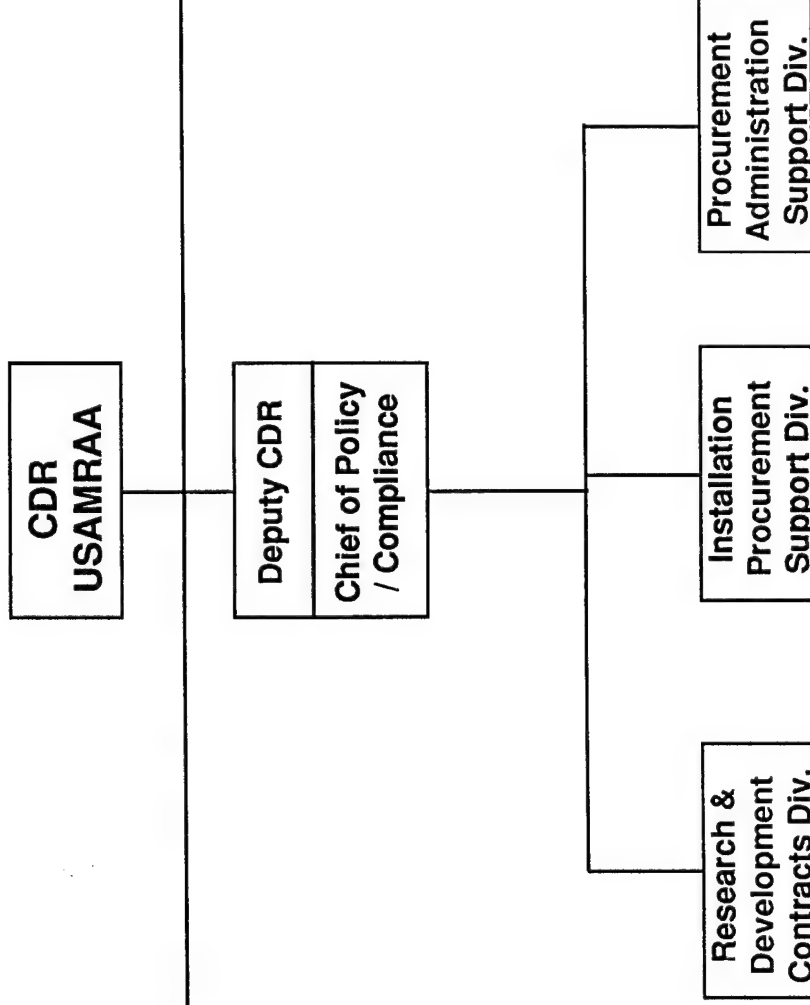 CDR
USAMRAA
Deputy CDR
Chief of Policy
/ Compliance
Research &
Development
Contracts Div.
Installation
Procurement
Support Div.
Procurement
Administration
Support Div.